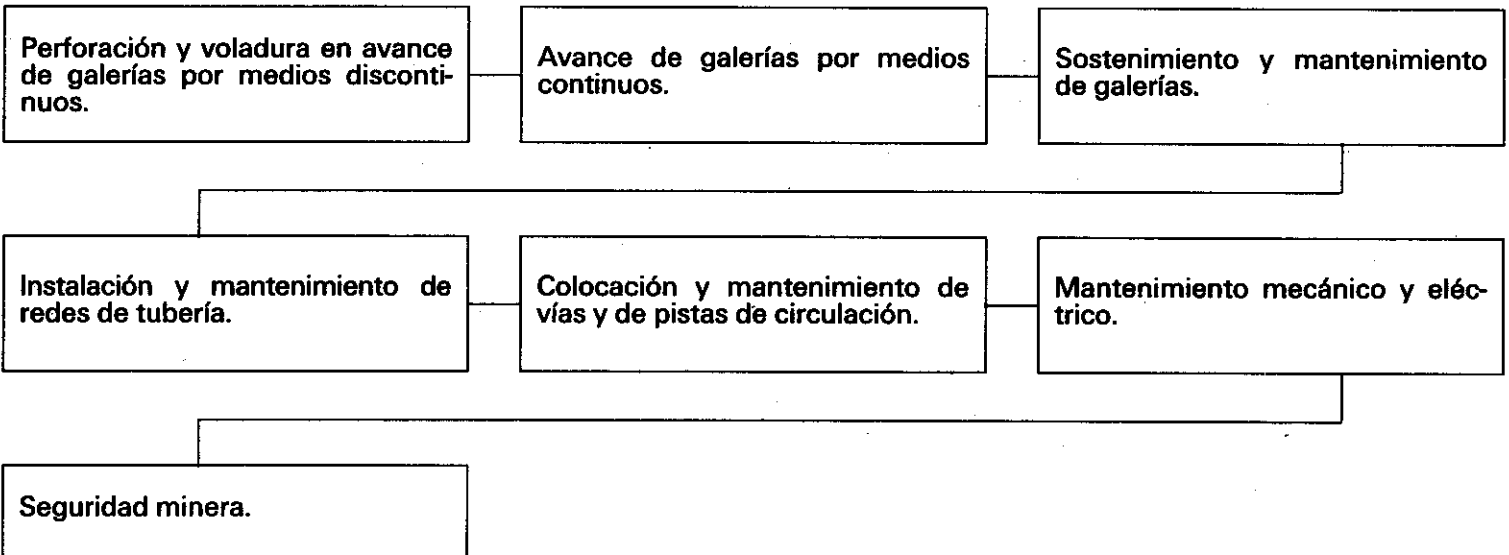 Perforación y voladura en avance
de galerías por medios disconti-
nuos.
Avance de galerías por medios
continuos.
Sostenimiento y mantenimiento
de galerías.
Instalación y mantenimiento de
redes de tubería.
Colocación y mantenimiento de
vías y de pistas de circulación.
Mantenimiento mecánico y eléc-
trico.
Seguridad minera.